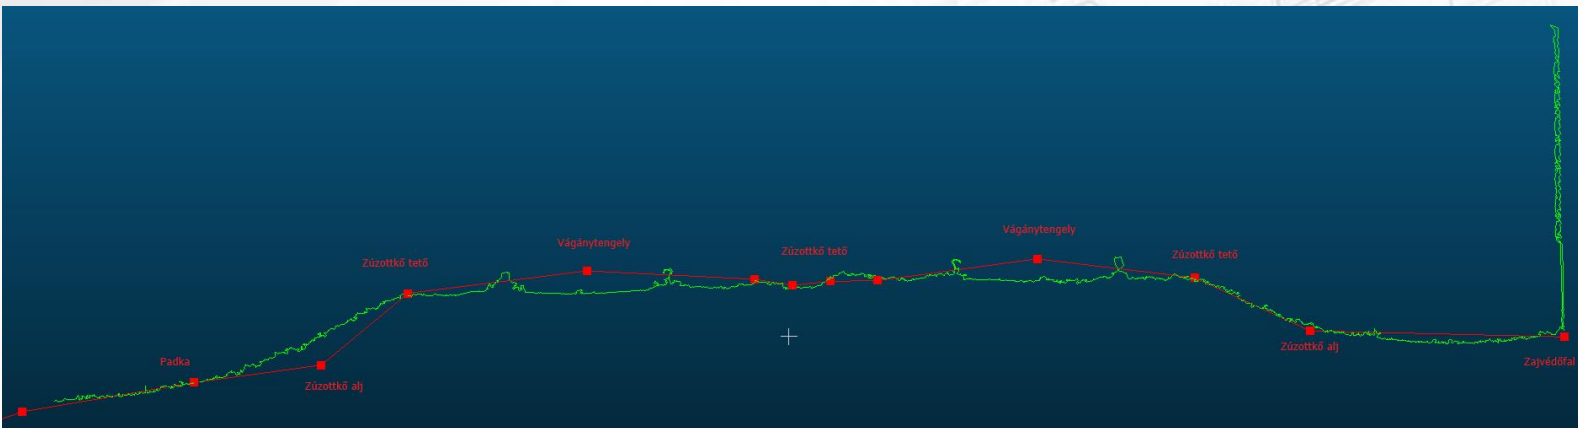 Vágánytengely
Vágánytengely
Zúzottkő tető
Zúzottkő tető
Zúzottkő tető
Padka
Zúzottkő alj
Zúzottkő alj
Zajvédőfal